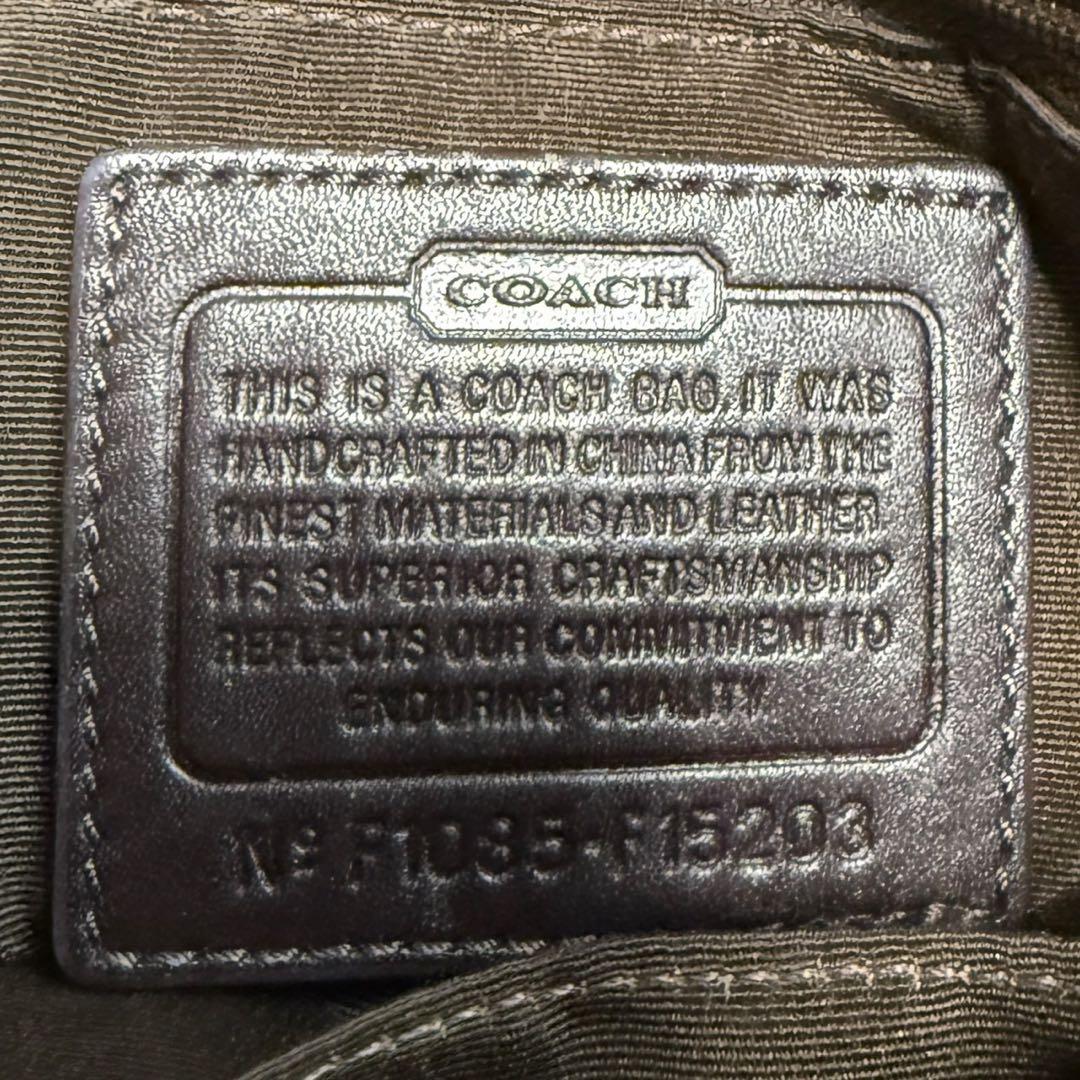 COACH
THIS IS A COACH BAG. IT WAS
HANDCRAFTED IN CHINA FROM THE
FINEST MATERIALS AND LEATHER
ITS SUPERIOR CRAFTSMANSHIP
REFLECTS OUR COMMITMENT TO
ENDURING QUALITY.
Nº F1035-F15203